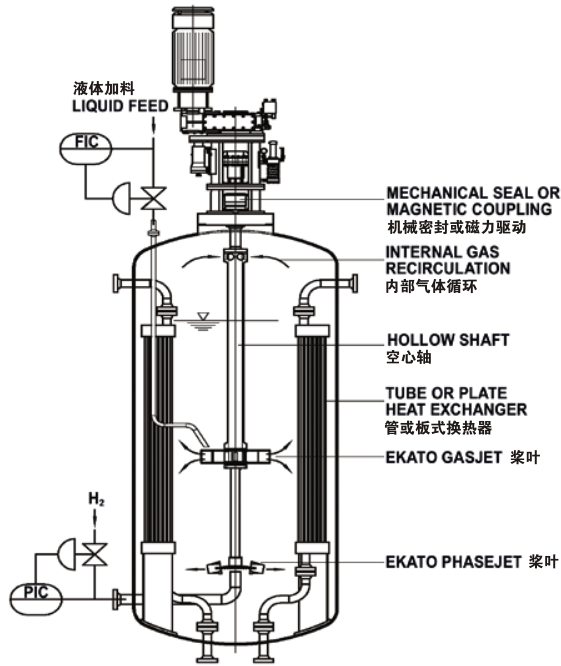 液体加料
LIQUID FEED
FIC
MECHANICAL SEAL OR
MAGNETIC COUPLING
机械密封或磁力驱动
INTERNAL GAS
RECIRCULATION
内部气体循环
HOLLOW SHAFT
空心轴
TUBE OR PLATE
HEAT EXCHANGER
管或板式换热器
EKATO GASJET 桨叶
H₂
EKATO PHASEJET 桨叶
PIC